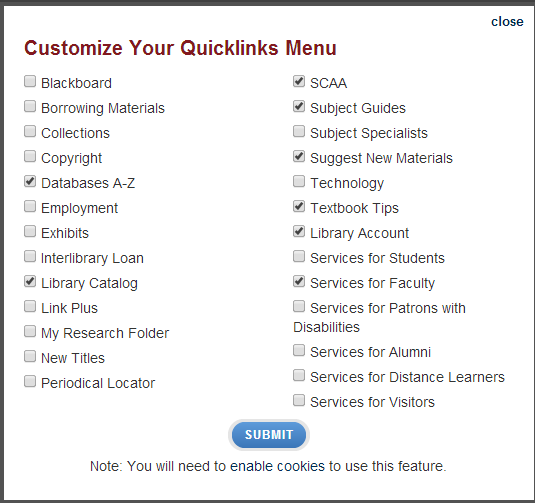 close
Customize Your Quicklinks Menu
Blackboard
Borrowing Materials
Collections
Copyright
Databases A-Z
Employment
Exhibits
Interlibrary Loan
Library Catalog
Link Plus
My Research Folder
New Titles
Periodical Locator
SCAA
Subject Guides
Subject Specialists
Suggest New Materials
Technology
Textbook Tips
Library Account
Services for Students
Services for Faculty
Services for Patrons with
Disabilities
Services for Alumni
Services for Distance Learners
Services for Visitors
SUBMIT
Note: You will need to enable cookies to use this feature.